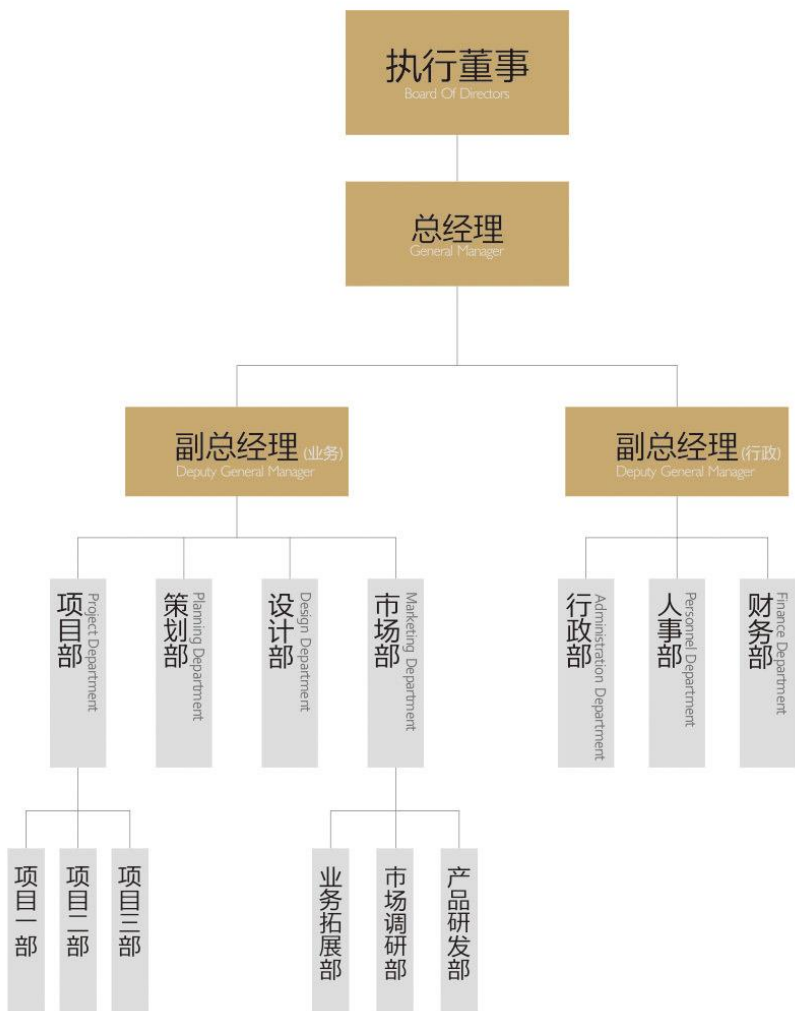 执行董事
Board Of Directors
总经理
General Manager
副总经理(业务)
Deputy General Manager
副总经理(行政)
Deputy General Manager
项目部
Project Department
策划部
Planning Department
设计部
Design Department
市场部
Marketing Department
行政部
Administration Department
人事部
Personnel Department
财务部
Finance Department
项目一部
项目二部
项目三部
业务拓展部
市场调研部
产品研发部